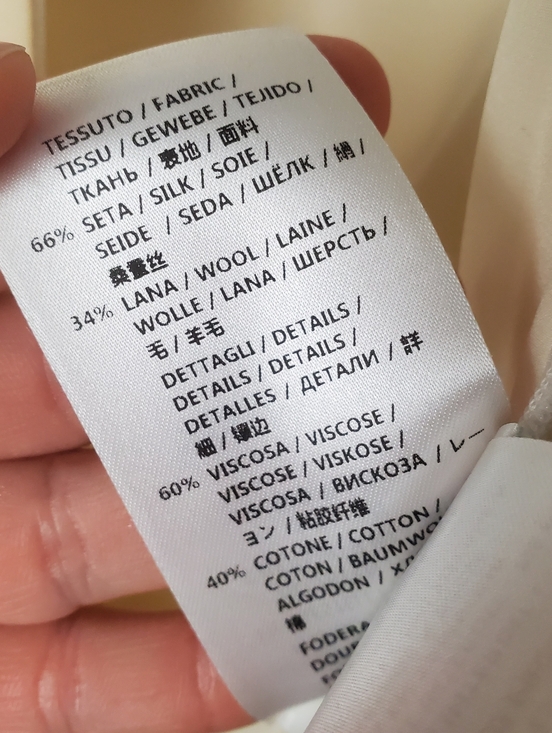 TESSUTO / FABRIC /
TISSU / GEWEBE / TEJIDO /
ТКАНЬ / 表地 / 面料
66% SETA / SILK / SOIE /
SEIDE / SEDA / ШЁЛК / 絹 /
桑蚕丝
34% LANA / WOOL / LAINE /
WOLLE / LANA / ШЕРСТЬ /
毛 / 羊毛
DETTAGLI / DETAILS /
DETAILS / DETAILS /
DETALLES / ДЕТАЛИ / 詳
細 / 镶边
60% VISCOSA / VISCOSE /
VISCOSE / VISKOSE /
VISCOSA / ВИСКОЗА / レー
ヨン / 粘胶纤维
40% COTONE / COTTON /
COTON / BAUMWO
ALGODON /
棉
FODERA